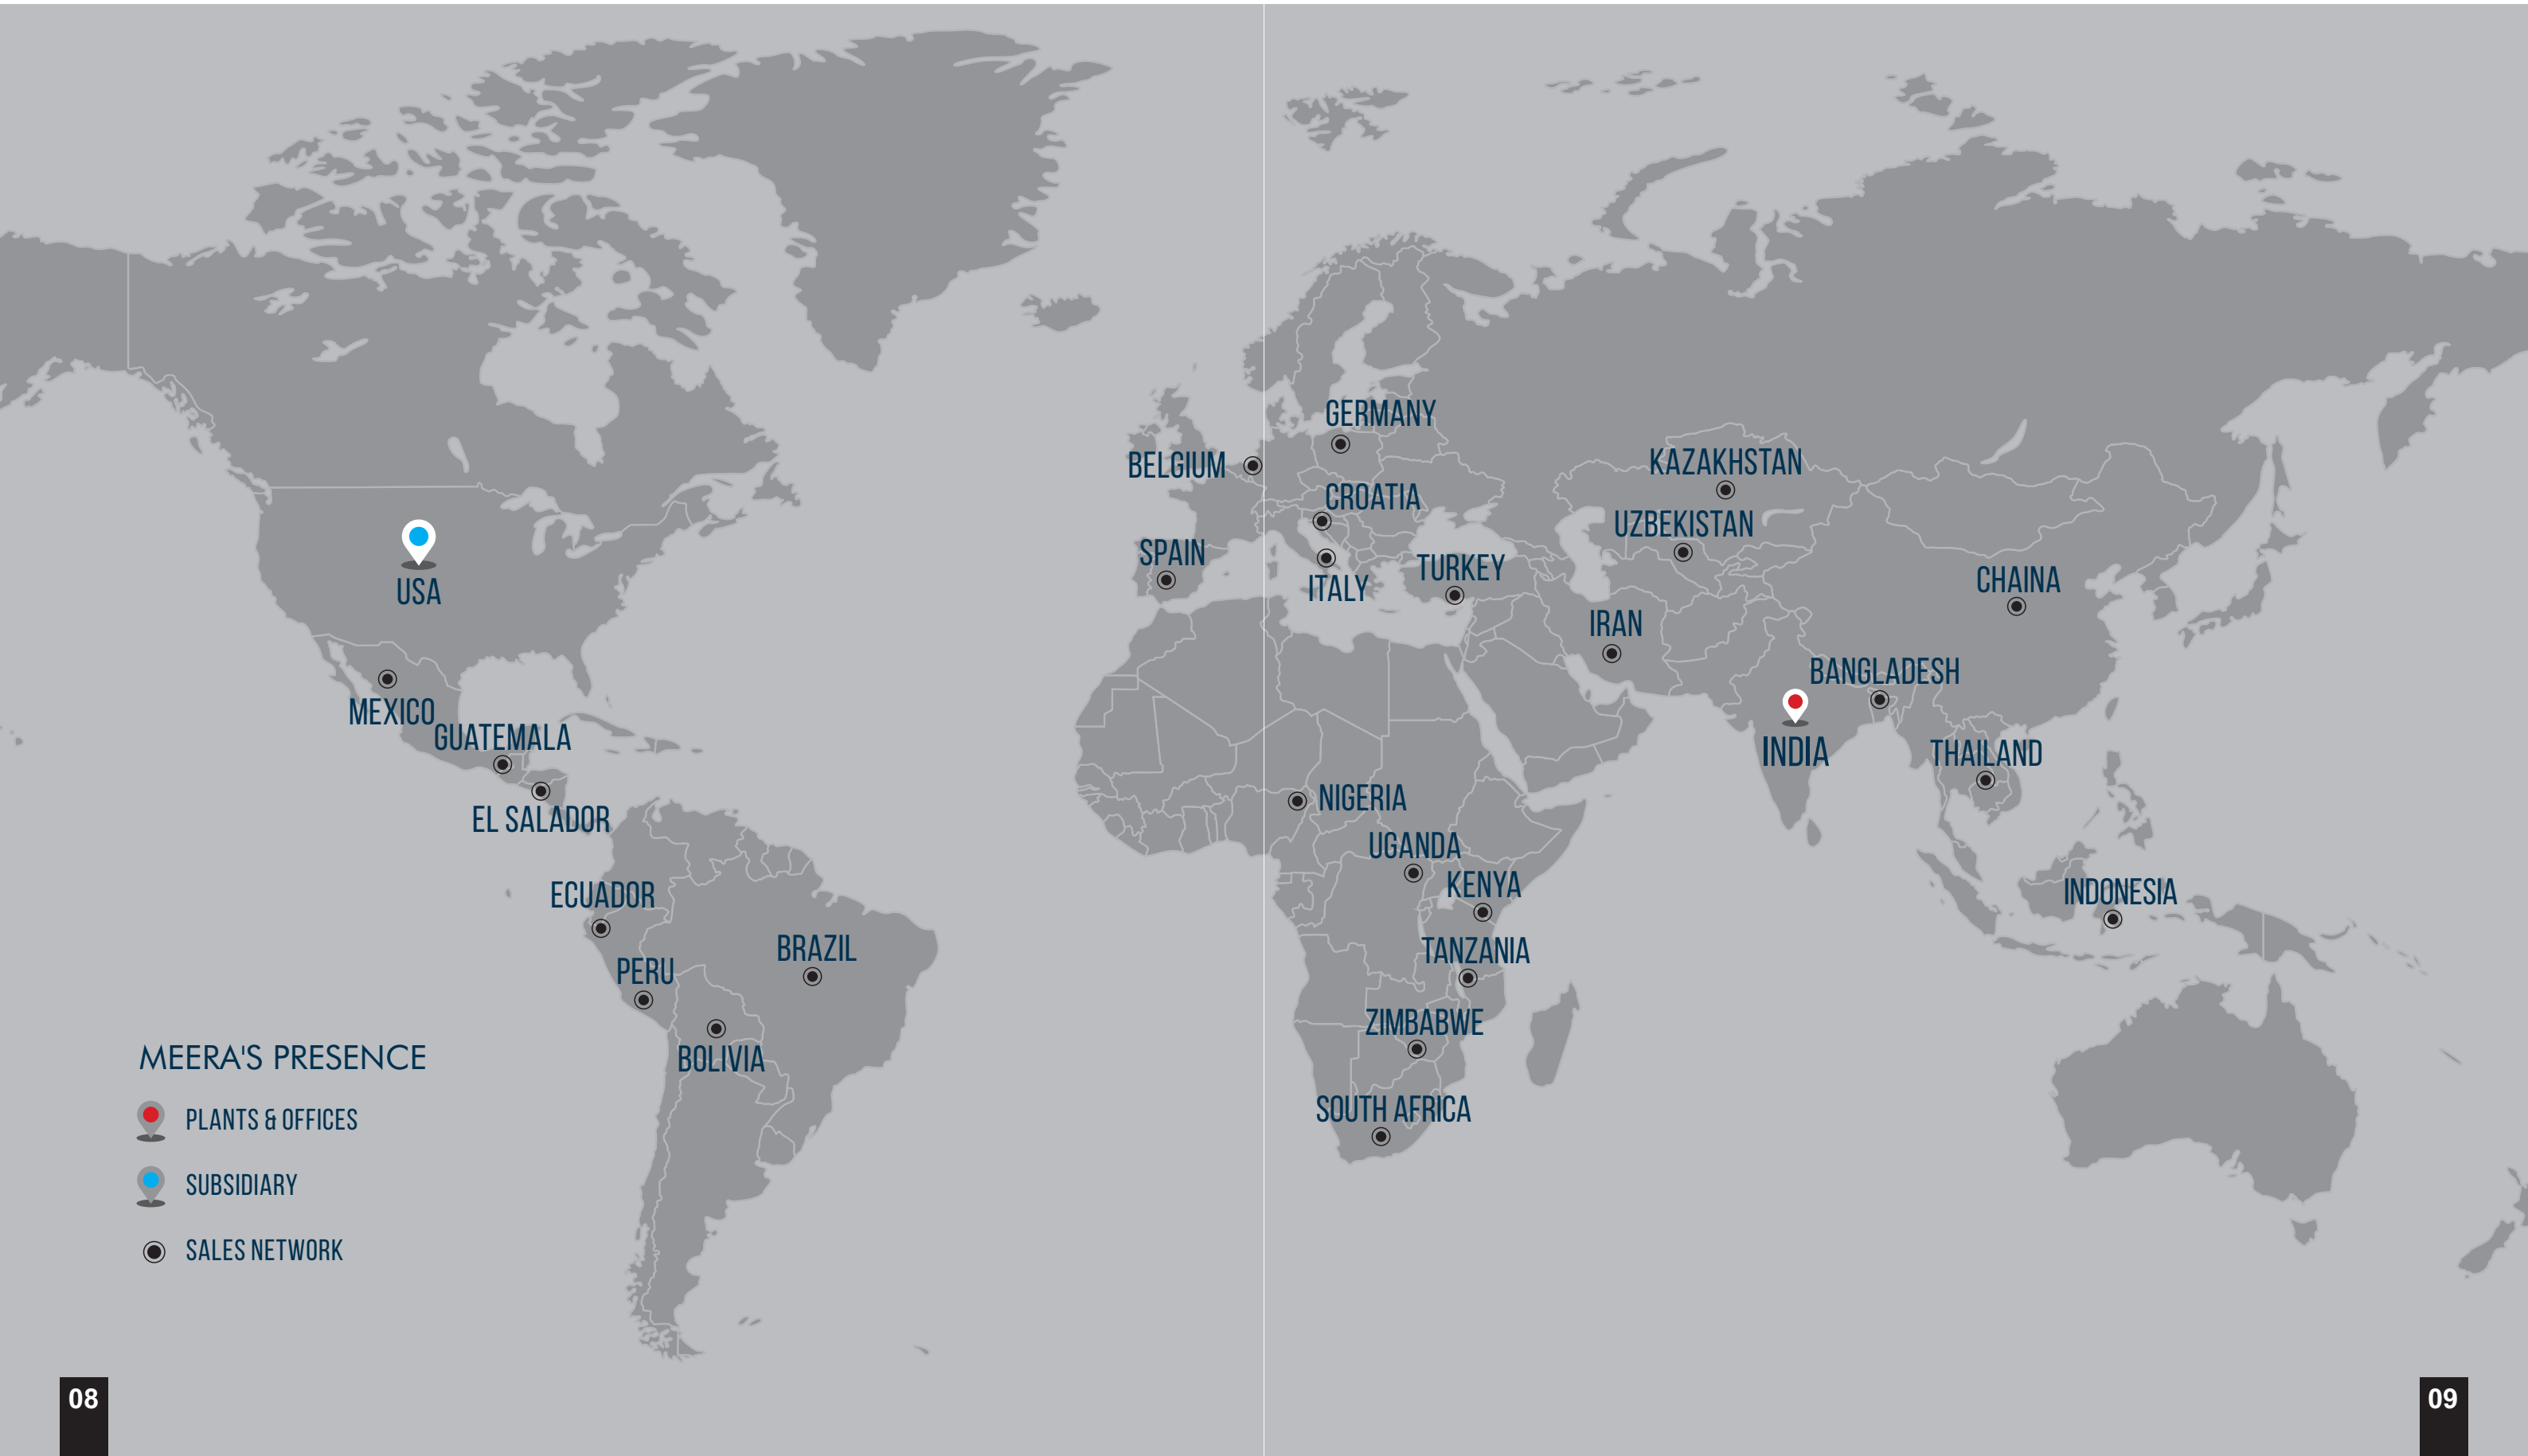 GERMANY
BELGIUM
KAZAKHSTAN
CROATIA
UZBEKISTAN
SPAIN
TURKEY
ITALY
CHAINA
USA
IRAN
BANGLADESH
MEXICO
GUATEMALA
INDIA
THAILAND
NIGERIA
EL SALADOR
UGANDA
KENYA
ECUADOR
INDONESIA
BRAZIL
TANZANIA
PERU
ZIMBABWE
BOLIVIA
SOUTH AFRICA
MEERA'S PRESENCE
PLANTS & OFFICES
SUBSIDIARY
SALES NETWORK
08
09